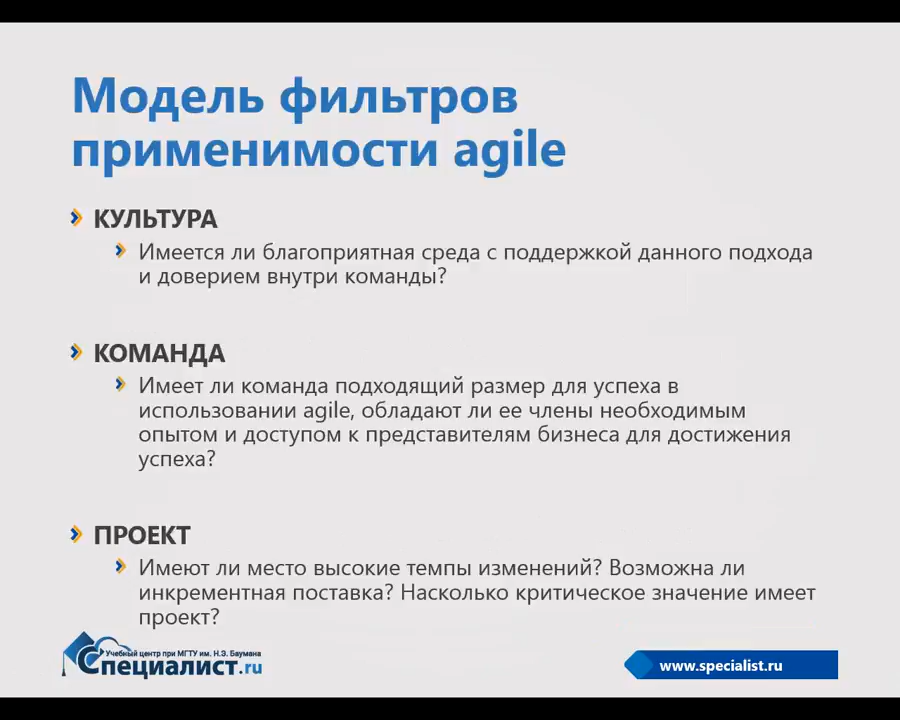 Модель фильтров
применимости agile
КУЛЬТУРА
Имеется ли благоприятная среда с поддержкой данного подхода
и доверием внутри команды?
КОМАНДА
Имеет ли команда подходящий размер для успеха в
использовании agile, обладают ли ее члены необходимым
опытом и доступом к представителям бизнеса для достижения
успеха?
ПРОЕКТ
Имеют ли место высокие темпы изменений? Возможна ли
инкрементная поставка? Насколько критическое значение имеет
проект?
Учебный центр при МГТУ им. Н.Э. Баумана
Специалист.ru
www.specialist.ru